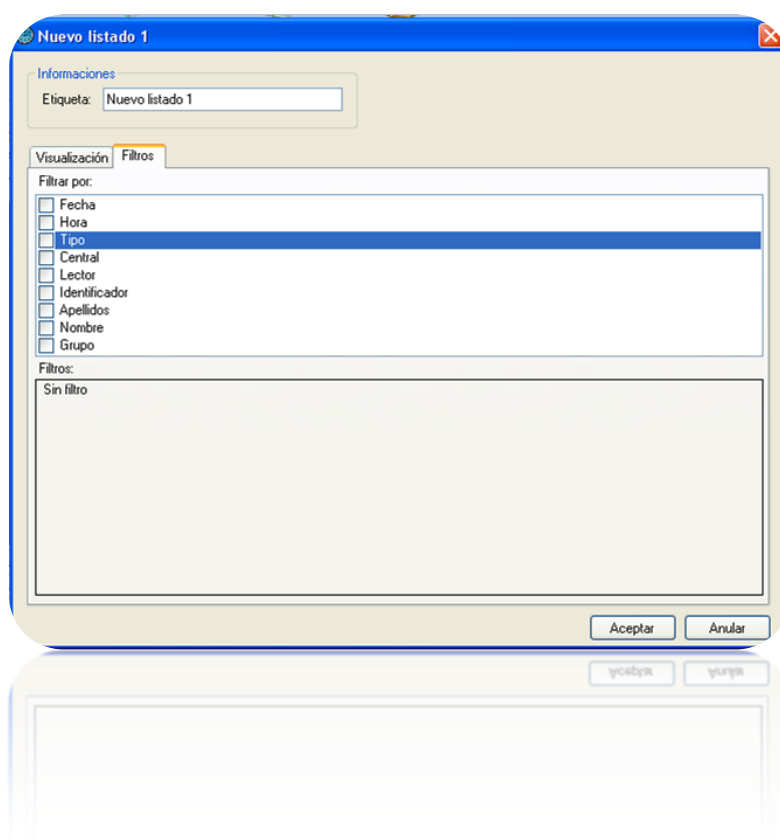 Nuevo listado 1
Informaciones
Etiqueta: Nuevo listado 1
Visualización Filtros
Filtrar por:
Fecha
Hora
Tipo
Central
Lector
Identificador
Apellidos
Nombre
Grupo
Filtros:
Sin filtro
Aceptar Anular